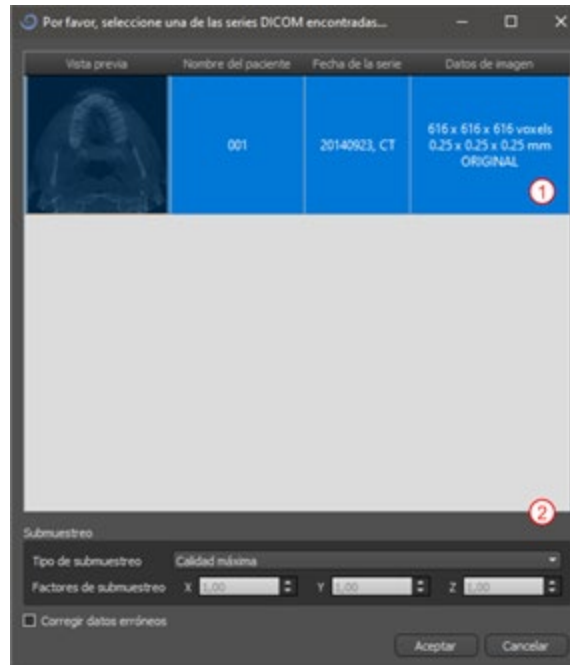 Por favor, seleccione una de las series DICOM encontradas...
Vista previa Nombre del paciente Fecha de la serie Datos de imagen
001 20140923, CT 616 x 616 x 616 voxels
0.25 x 0.25 x 0.25 mm
ORIGINAL
1
2
Submuestreo
Tipo de submuestreo Calidad máxima
Factores de submuestreo X 1,00 Y 1,00 Z 1,00
Corregir datos erróneos
Aceptar Cancelar